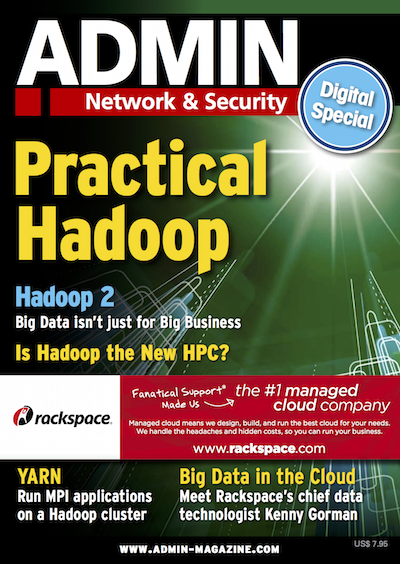 ADMIN
Network & Security
Digital
Special
Practical
Hadoop
Hadoop 2
Big Data isn't just for Big Business
Is Hadoop the New HPC?
rackspace®
Fanatical Support®
Made Us
the #1 managed
cloud company
Managed cloud means we design, build, and run the best cloud for your needs.
We handle the headaches and hidden costs, so you can run your business.
www.rackspace.com
YARN
Run MPI applications
on a Hadoop cluster
Big Data in the Cloud
Meet Rackspace's chief data
technologist Kenny Gorman
US$ 7.95
WWW.ADMIN-MAGAZINE.COM